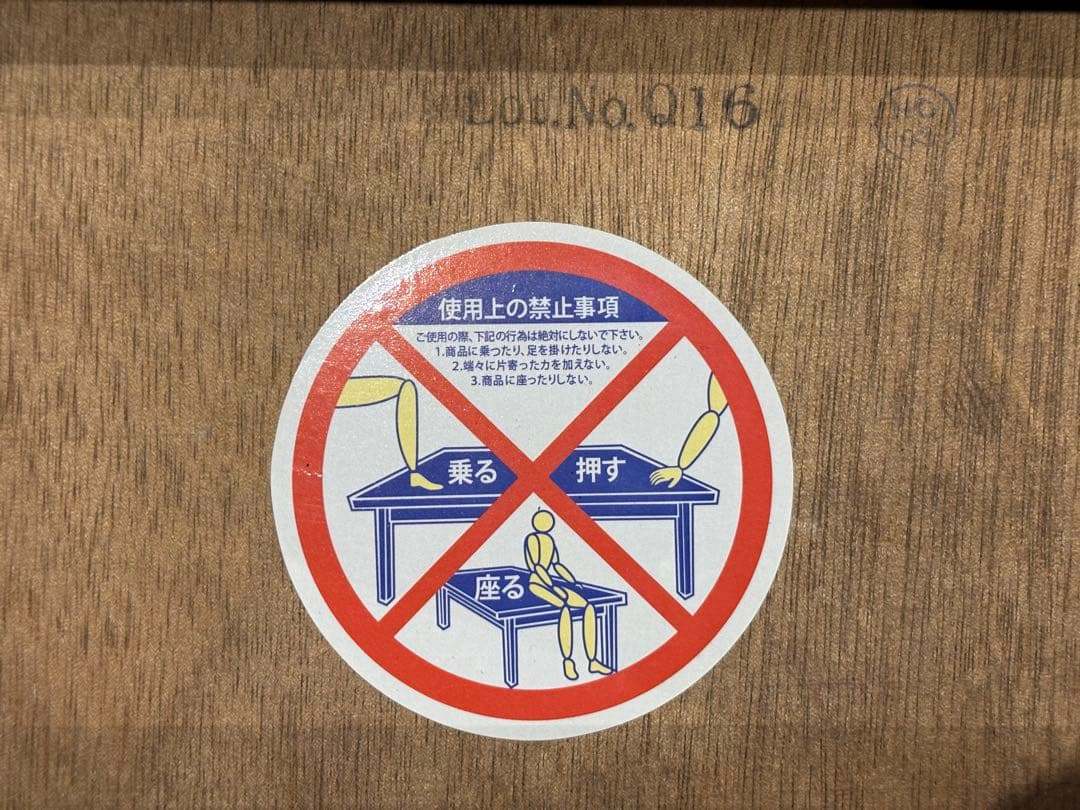 Lot.No.Q16
使用上の禁止事項
ご使用の際、下記の行為は絶対にしないで下さい。
1.商品に乗ったり、足を掛けたりしない。
2.端々に片寄った力を加えない。
3.商品に座ったりしない。
乗る
押す
座る